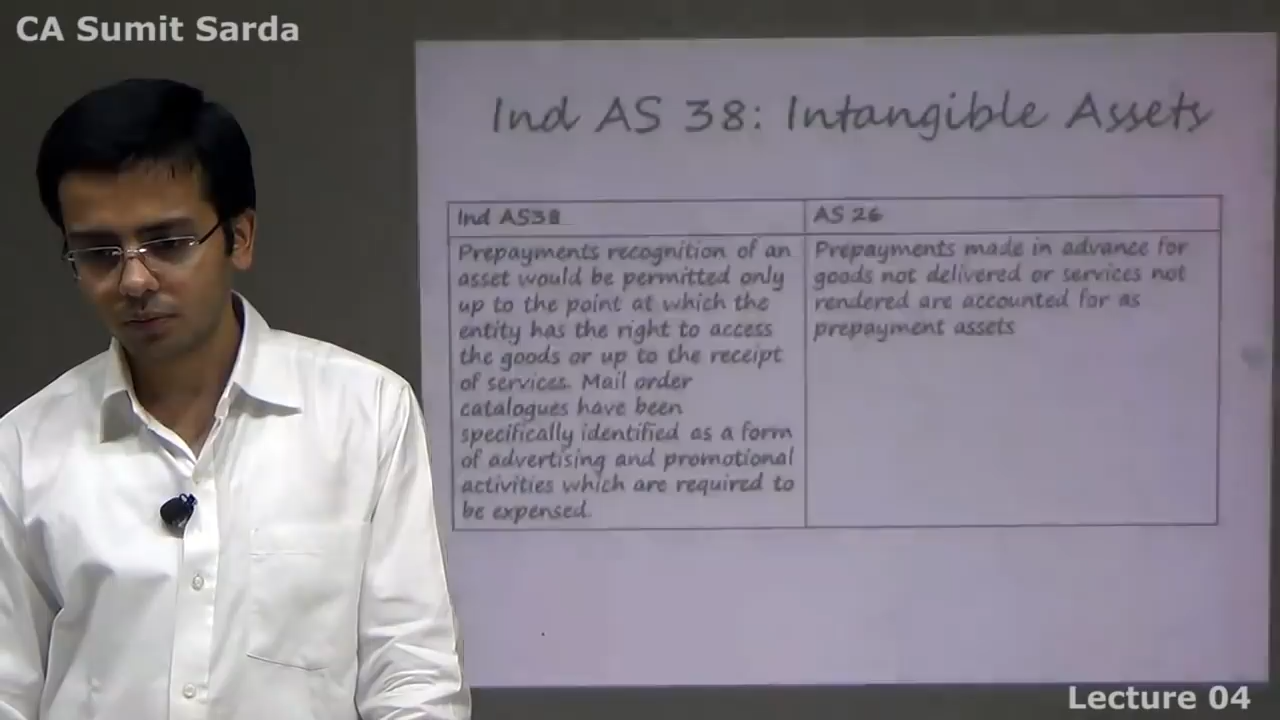 CA Sumit Sarda
Ind AS 38: Intangible Assets
Ind AS38
AS 26
Prepayments recognition of an
asset would be permitted only
up to the point at which the
entity has the right to access
the goods or up to the receipt
of services. Mail order
catalogues have been
specifically identified as a form
of advertising and promotional
activities which are required to
be expensed.
Prepayments made in advance for
goods not delivered or services not
rendered are accounted for as
prepayment assets
Lecture 04